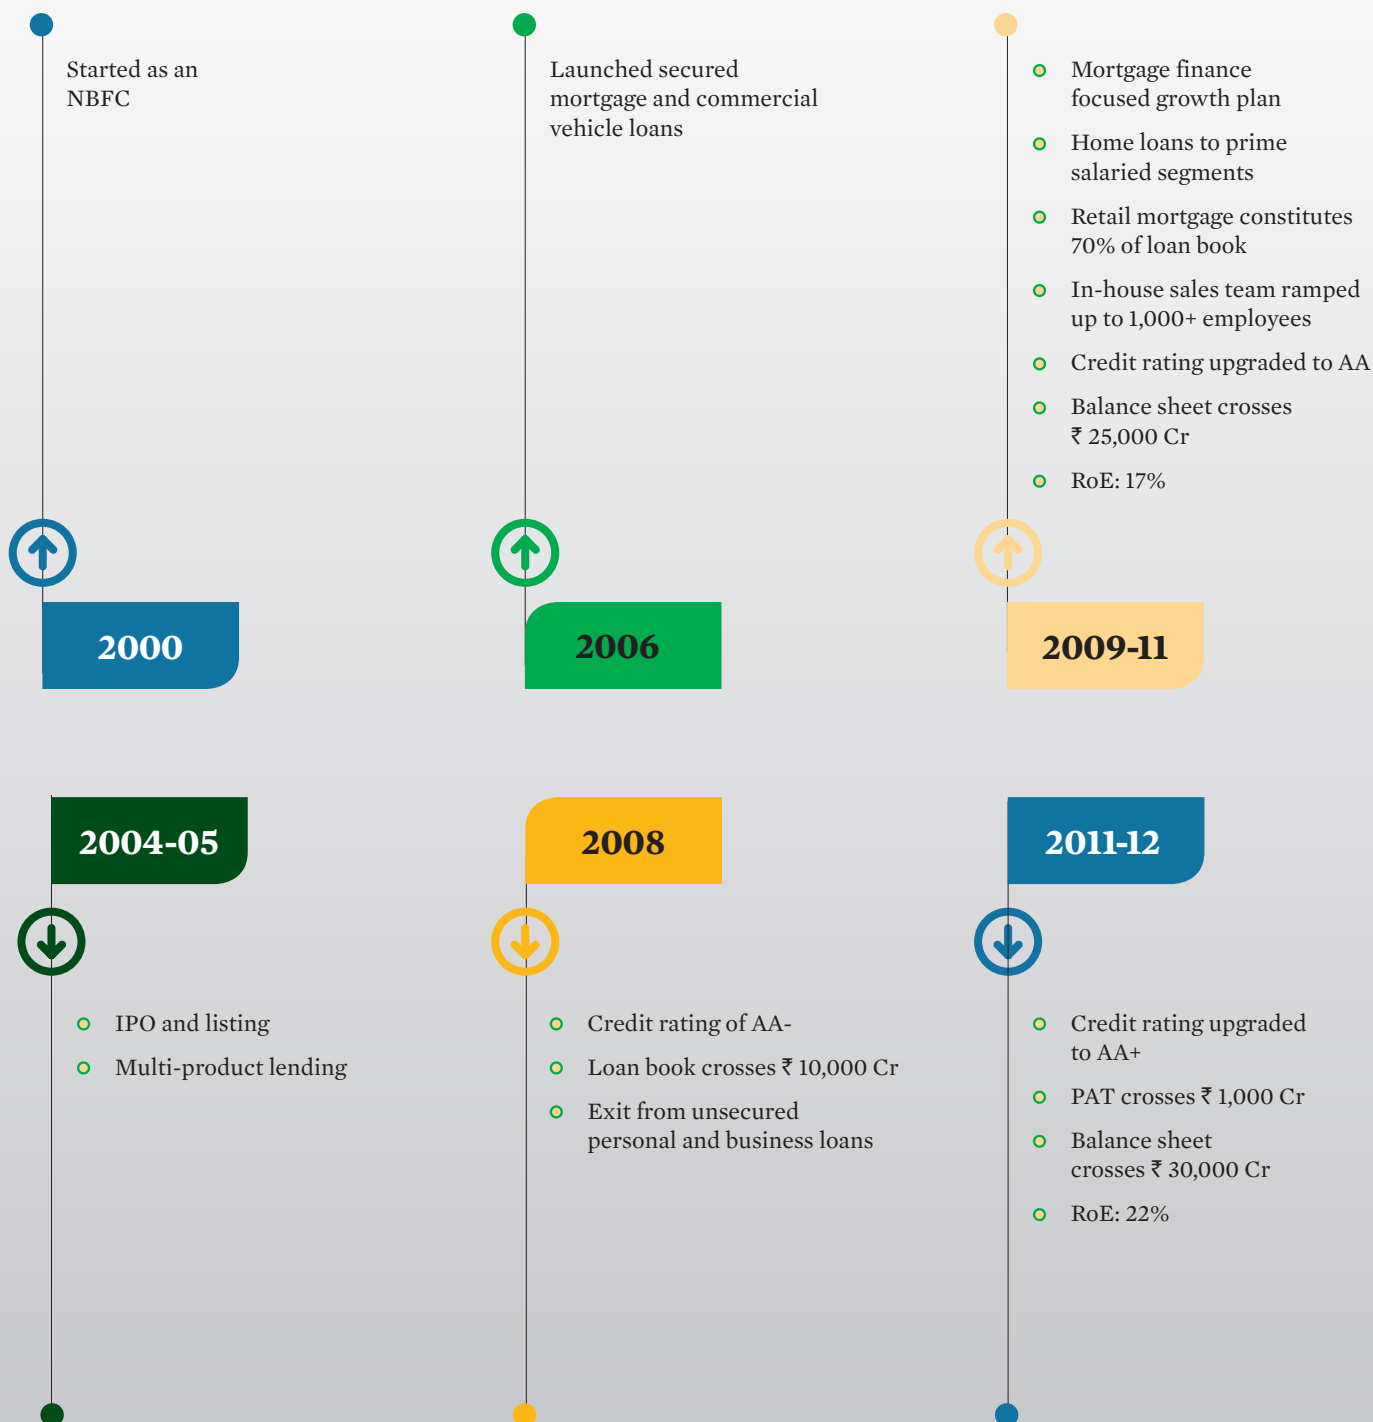 Started as an
NBFC
2000
Launched secured
mortgage and commercial
vehicle loans
2006
Mortgage finance
focused growth plan
Home loans to prime
salaried segments
Retail mortgage constitutes
70% of loan book
In-house sales team ramped
up to 1,000+ employees
Credit rating upgraded to AA
Balance sheet crosses
₹ 25,000 Cr
RoE: 17%
2009-11
2004-05
IPO and listing
Multi-product lending
2008
Credit rating of AA-
Loan book crosses ₹ 10,000 Cr
Exit from unsecured
personal and business loans
2011-12
Credit rating upgraded
to AA+
PAT crosses ₹ 1,000 Cr
Balance sheet
crosses ₹ 30,000 Cr
RoE: 22%